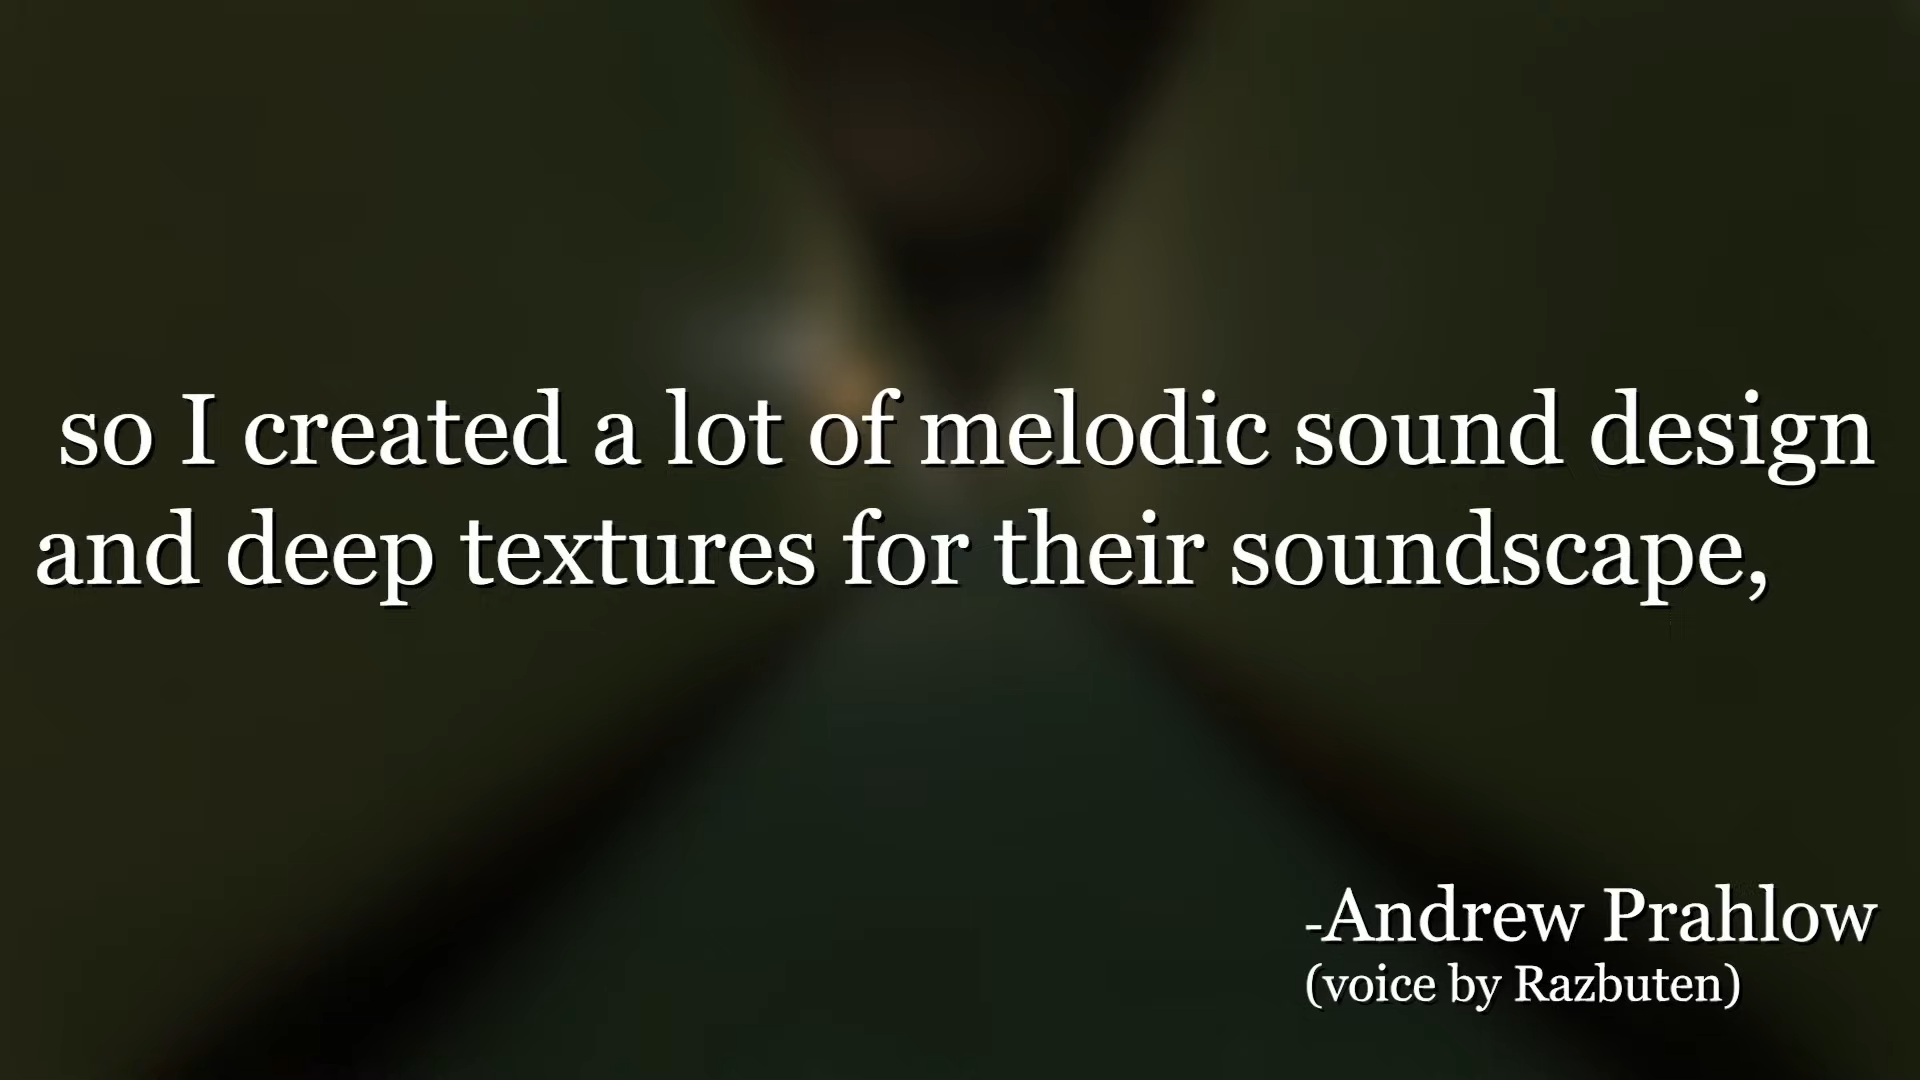 so I created a lot of melodic sound design
and deep textures for their soundscape,
-Andrew Prahlow
(voice by Razbuten)